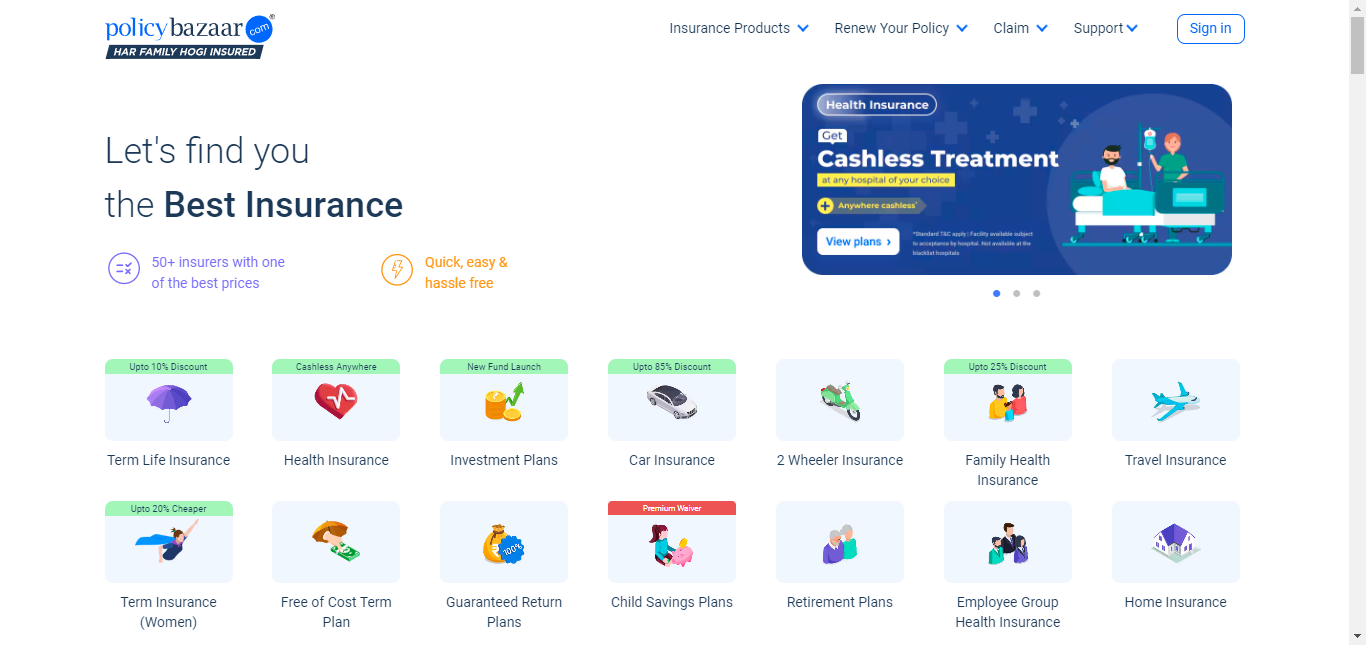 policybazaar.com®
HAR FAMILY HOGI INSURED
Insurance Products
Renew Your Policy
Claim
Support
Sign in
Let's find you
the Best Insurance
50+ insurers with one
of the best prices
Quick, easy &
hassle free
Health Insurance
Get
Cashless Treatment
at any hospital of your choice
Anywhere cashless*
View plans ›
*Standard T&C apply | Facility available subject
to acceptance by hospital. Not available at the
blacklist hospitals
Upto 10% Discount
Term Life Insurance
Cashless Anywhere
Health Insurance
New Fund Launch
Investment Plans
Upto 85% Discount
Car Insurance
2 Wheeler Insurance
Upto 25% Discount
Family Health
Insurance
Travel Insurance
Upto 20% Cheaper
Term Insurance
(Women)
Free of Cost Term
Plan
100%
Guaranteed Return
Plans
Premium Waiver
Child Savings Plans
Retirement Plans
Employee Group
Health Insurance
Home Insurance